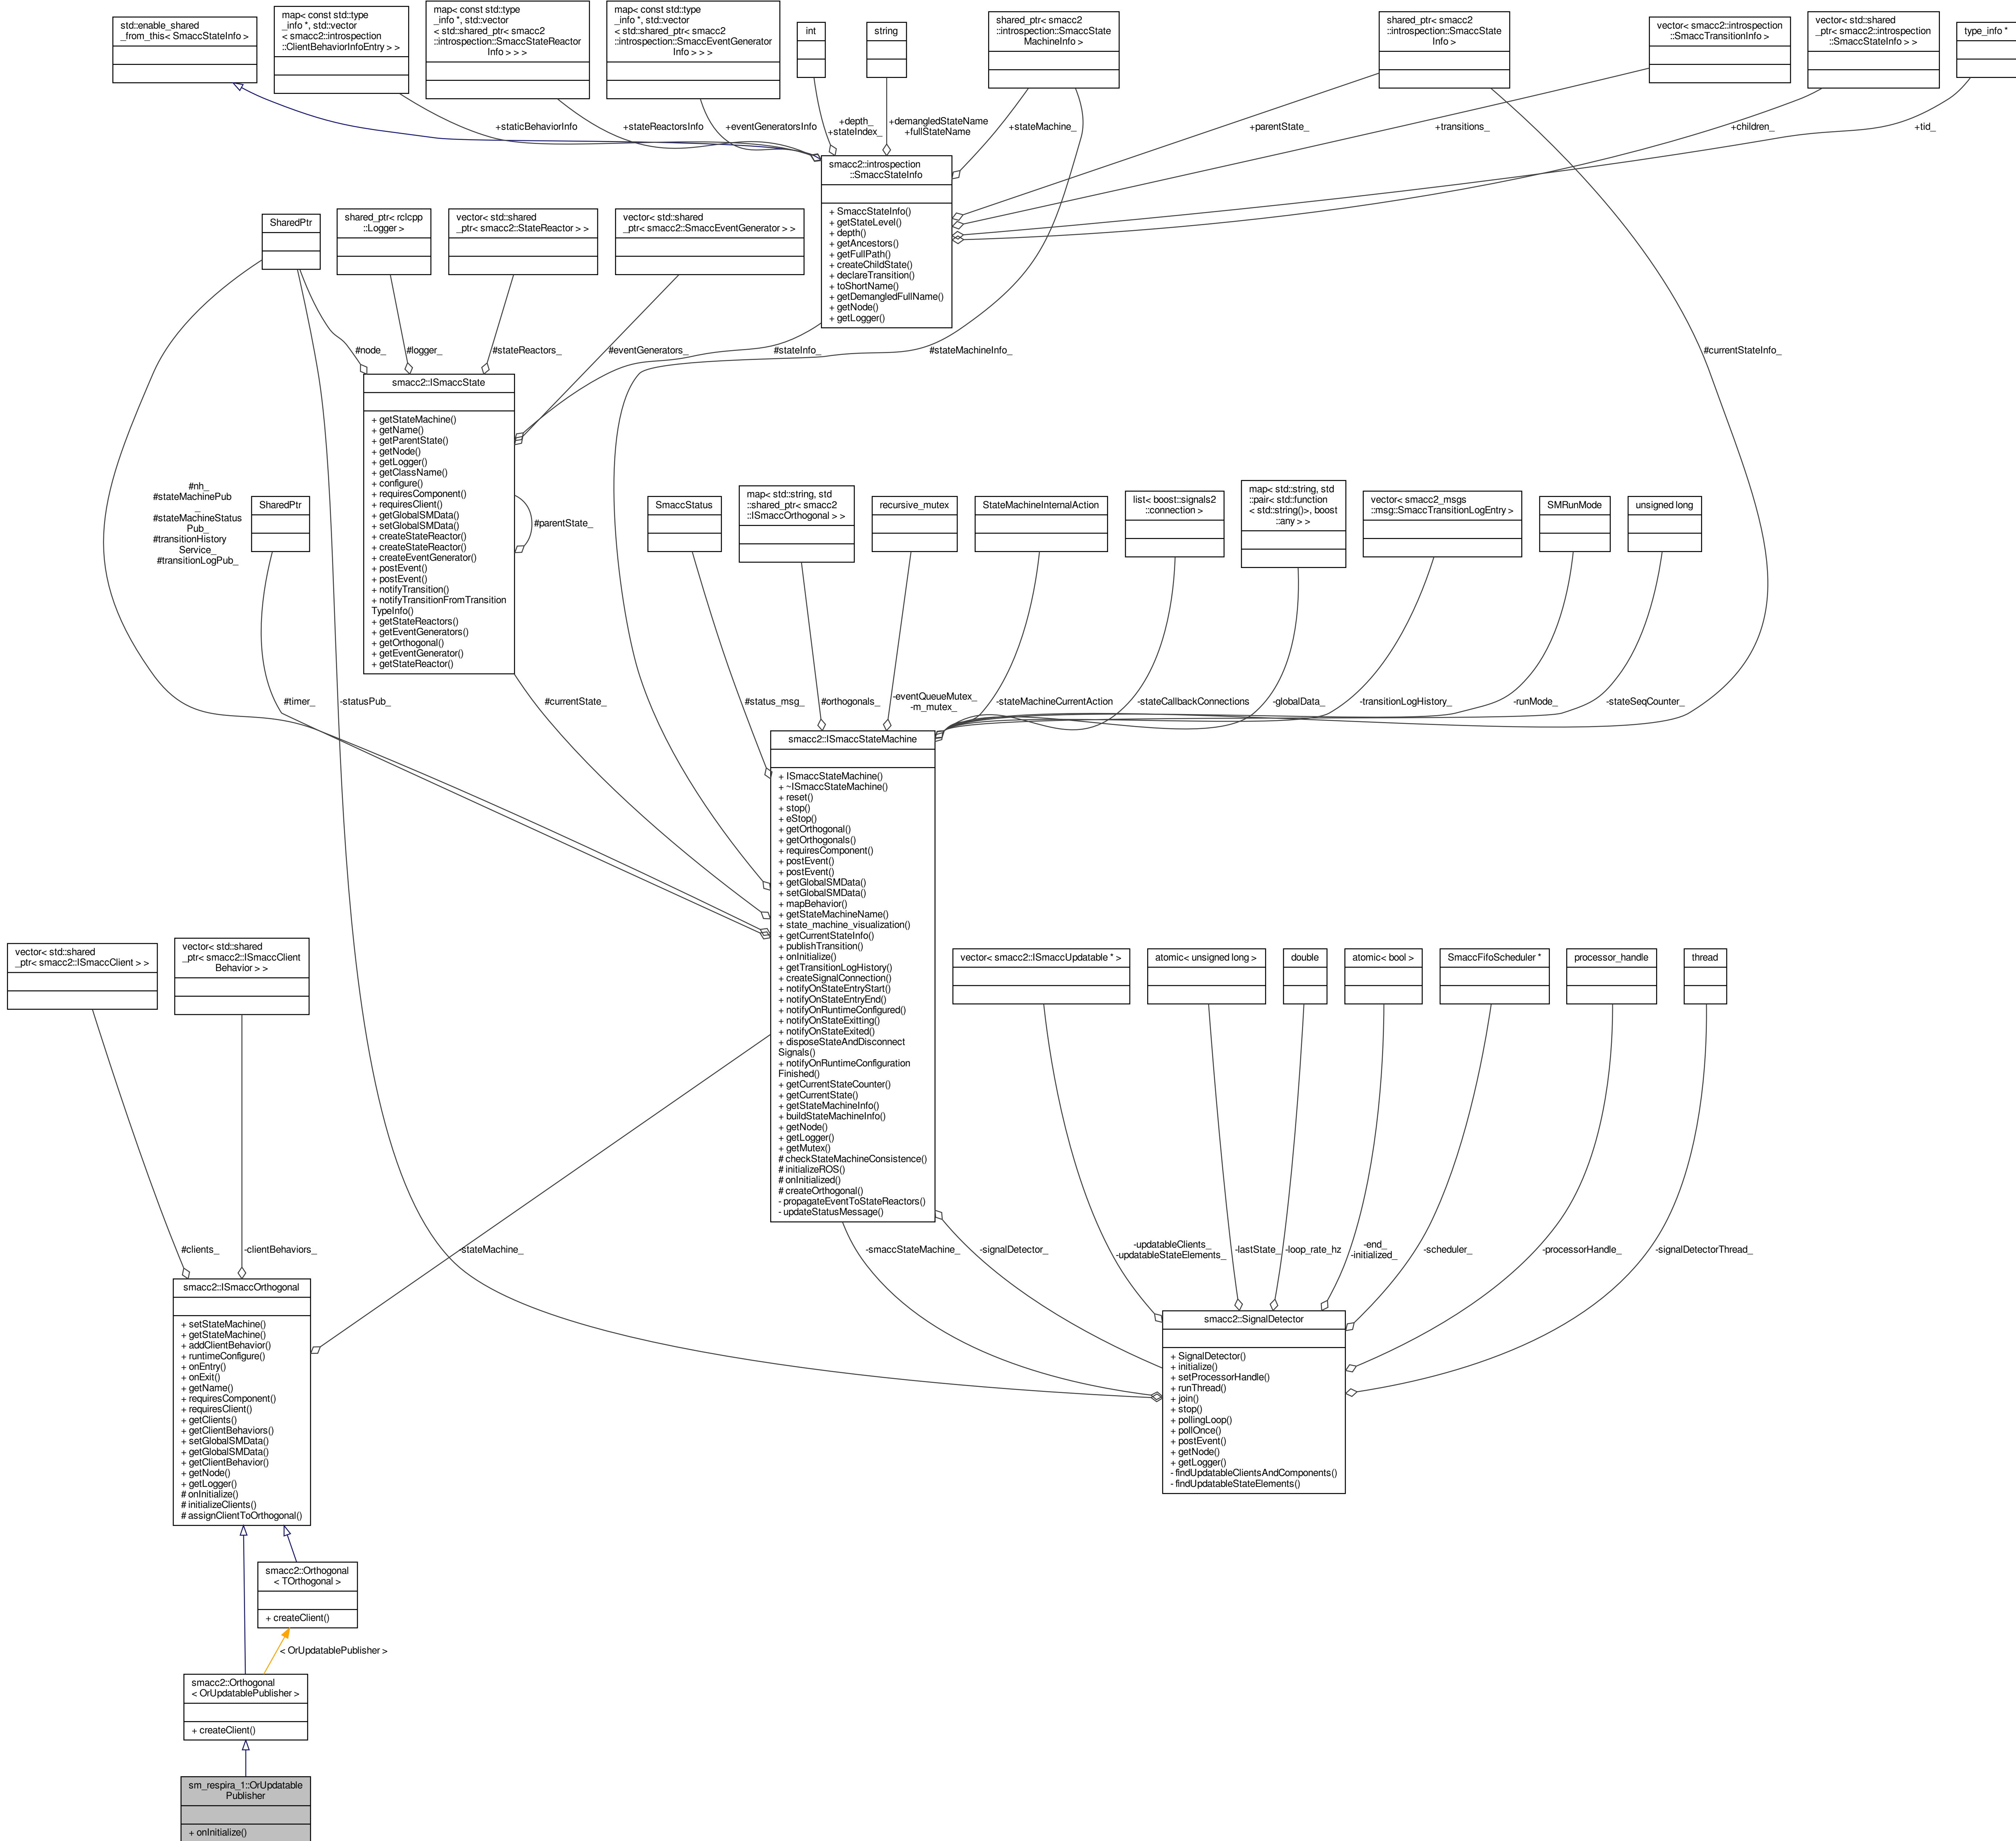 std::enable_shared
_from_this< SmaccStateInfo >
map< const std::type
_info *, std::vector
< smacc2::introspection
::ClientBehaviorInfoEntry > >
map< const std::type
_info *, std::vector
< std::shared_ptr< smacc2
::introspection::SmaccStateReactor
Info > > >
map< const std::type
_info *, std::vector
< std::shared_ptr< smacc2
::introspection::SmaccEventGenerator
Info > > >
int
string
shared_ptr< smacc2
::introspection::SmaccState
MachineInfo >
shared_ptr< smacc2
::introspection::SmaccState
Info >
vector< smacc2::introspection
::SmaccTransitionInfo >
vector< std::shared
_ptr< smacc2::introspection
::SmaccStateInfo > >
type_info *
+staticBehaviorInfo
+stateReactorsInfo
+eventGeneratorsInfo
+depth_
+stateIndex_
+demangledStateName
+fullStateName
+stateMachine_
+parentState_
+transitions_
+children_
+tid_
smacc2::introspection
::SmaccStateInfo
+ SmaccStateInfo()
+ getStateLevel()
+ depth()
+ getAncestors()
+ getFullPath()
+ createChildState()
+ declareTransition()
+ toShortName()
+ getDemangledFullName()
+ getNode()
+ getLogger()
SharedPtr
shared_ptr< rclcpp
::Logger >
vector< std::shared
_ptr< smacc2::StateReactor > >
vector< std::shared
_ptr< smacc2::SmaccEventGenerator > >
#node_
#logger_
#stateReactors_
#eventGenerators_
#stateInfo_
#stateMachineInfo_
#currentStateInfo_
smacc2::ISmaccState
+ getStateMachine()
+ getName()
+ getParentState()
+ getNode()
+ getLogger()
+ getClassName()
+ configure()
+ requiresComponent()
+ requiresClient()
+ getGlobalSMData()
+ setGlobalSMData()
+ createStateReactor()
+ createStateReactor()
+ createEventGenerator()
+ postEvent()
+ postEvent()
+ notifyTransition()
+ notifyTransitionFromTransition
TypeInfo()
+ getStateReactors()
+ getEventGenerators()
+ getOrthogonal()
+ getEventGenerator()
+ getStateReactor()
#parentState_
#nh_
#stateMachinePub
_
#stateMachineStatus
Pub_
#transitionHistory
Service_
#transitionLogPub_
SharedPtr
SmaccStatus
map< std::string, std
::shared_ptr< smacc2
::ISmaccOrthogonal > >
recursive_mutex
StateMachineInternalAction
list< boost::signals2
::connection >
map< std::string, std
::pair< std::function
< std::string()>, boost
::any > >
vector< smacc2_msgs
::msg::SmaccTransitionLogEntry >
SMRunMode
unsigned long
#timer_
-statusPub_
#currentState_
#status_msg_
#orthogonals_
-eventQueueMutex_
-m_mutex_
-stateMachineCurrentAction
-stateCallbackConnections
-globalData_
-transitionLogHistory_
-runMode_
-stateSeqCounter_
smacc2::ISmaccStateMachine
+ ISmaccStateMachine()
+ ~ISmaccStateMachine()
+ reset()
+ stop()
+ eStop()
+ getOrthogonal()
+ getOrthogonals()
+ requiresComponent()
+ postEvent()
+ postEvent()
+ getGlobalSMData()
+ setGlobalSMData()
+ mapBehavior()
+ getStateMachineName()
+ state_machine_visualization()
+ getCurrentStateInfo()
+ publishTransition()
+ onInitialize()
+ getTransitionLogHistory()
+ createSignalConnection()
+ notifyOnStateEntryStart()
+ notifyOnStateEntryEnd()
+ notifyOnRuntimeConfigured()
+ notifyOnStateExitting()
+ notifyOnStateExited()
+ disposeStateAndDisconnect
Signals()
+ notifyOnRuntimeConfiguration
Finished()
+ getCurrentStateCounter()
+ getCurrentState()
+ getStateMachineInfo()
+ buildStateMachineInfo()
+ getNode()
+ getLogger()
+ getMutex()
# checkStateMachineConsistence()
# initializeROS()
# onInitialized()
# createOrthogonal()
- propagateEventToStateReactors()
- updateStatusMessage()
vector< std::shared
_ptr< smacc2::ISmaccClient > >
vector< std::shared
_ptr< smacc2::ISmaccClient
Behavior > >
vector< smacc2::ISmaccUpdatable * >
atomic< unsigned long >
double
atomic< bool >
SmaccFifoScheduler *
processor_handle
thread
#clients_
-clientBehaviors_
-stateMachine_
-smaccStateMachine_
-signalDetector_
-updatableClients_
-updatableStateElements_
-lastState_
-loop_rate_hz
-end_
-initialized_
-scheduler_
-processorHandle_
-signalDetectorThread_
smacc2::ISmaccOrthogonal
+ setStateMachine()
+ getStateMachine()
+ addClientBehavior()
+ runtimeConfigure()
+ onEntry()
+ onExit()
+ getName()
+ requiresComponent()
+ requiresClient()
+ getClients()
+ getClientBehaviors()
+ setGlobalSMData()
+ getGlobalSMData()
+ getClientBehavior()
+ getNode()
+ getLogger()
# onInitialize()
# initializeClients()
# assignClientToOrthogonal()
smacc2::SignalDetector
+ SignalDetector()
+ initialize()
+ setProcessorHandle()
+ runThread()
+ join()
+ stop()
+ pollingLoop()
+ pollOnce()
+ postEvent()
+ getNode()
+ getLogger()
- findUpdatableClientsAndComponents()
- findUpdatableStateElements()
smacc2::Orthogonal
< TOrthogonal >
+ createClient()
< OrUpdatablePublisher >
smacc2::Orthogonal
< OrUpdatablePublisher >
+ createClient()
sm_respira_1::OrUpdatable
Publisher
+ onInitialize()